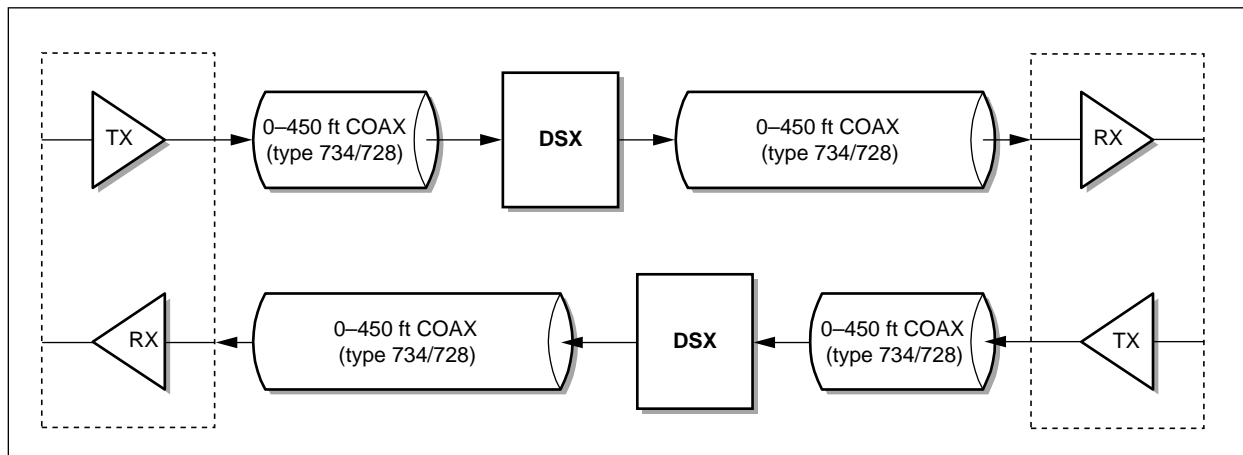 TX
0–450 ft COAX
(type 734/728)
DSX
0–450 ft COAX
(type 734/728)
RX
RX
0–450 ft COAX
(type 734/728)
DSX
0–450 ft COAX
(type 734/728)
TX